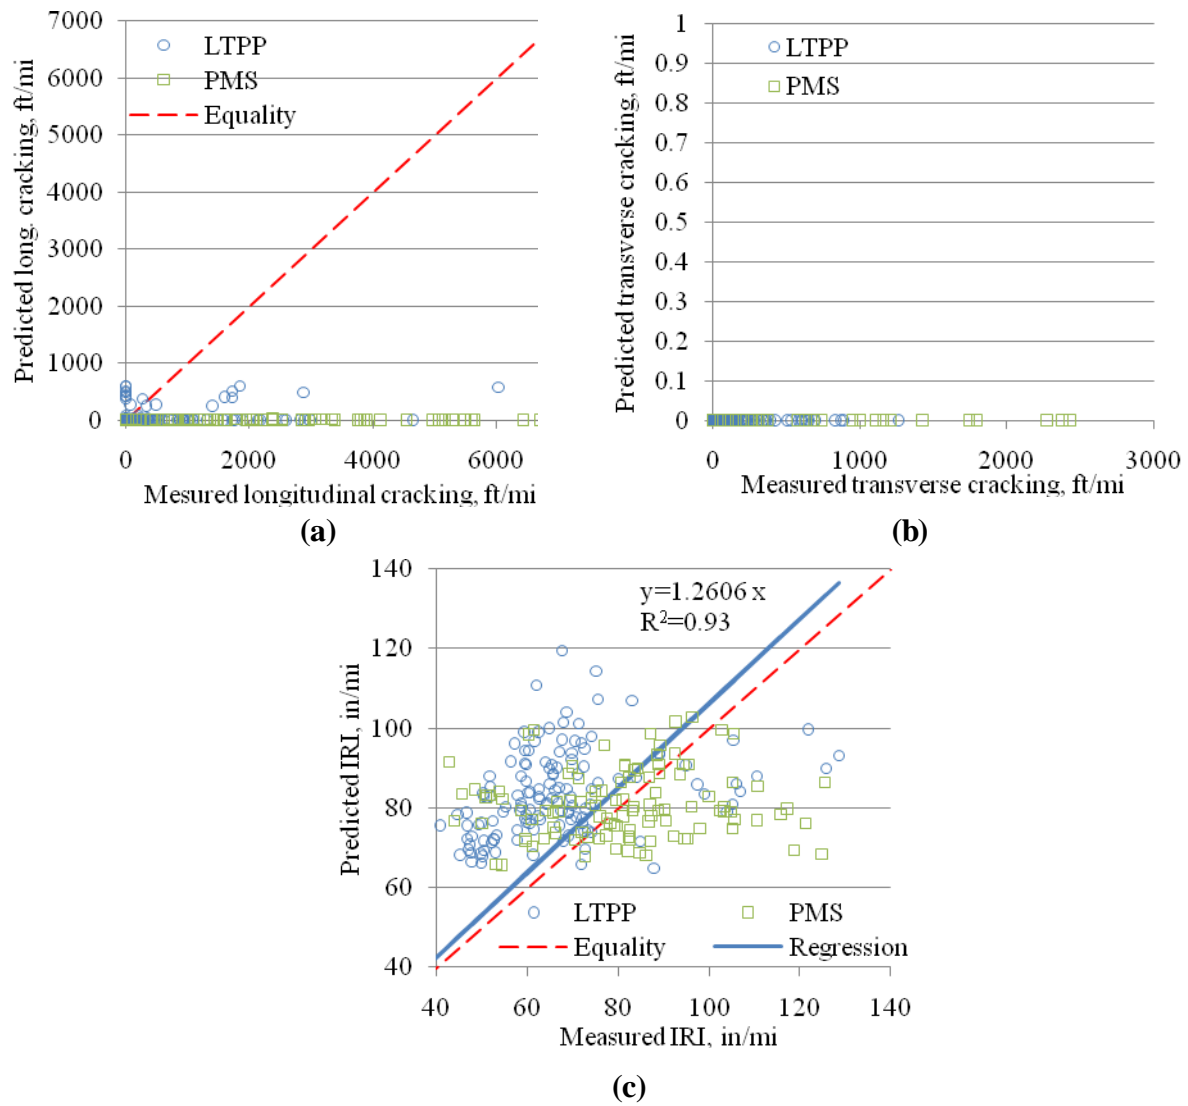 7000
6000
5000
4000
3000
2000
1000
0
Predicted long. cracking, ft/mi
LTPP
PMS
Equality
0 2000 4000 6000
Mesured longitudinal cracking, ft/mi
(a)
1
0.9
0.8
0.7
0.6
0.5
0.4
0.3
0.2
0.1
0
Predicted transverse cracking, ft/mi
LTPP
PMS
0 1000 2000 3000
Measured transverse cracking, ft/mi
(b)
140
120
100
80
60
40
Predicted IRI, in/mi
y=1.2606 x
R²=0.93
LTPP PMS
Equality Regression
40 60 80 100 120 140
Measured IRI, in/mi
(c)